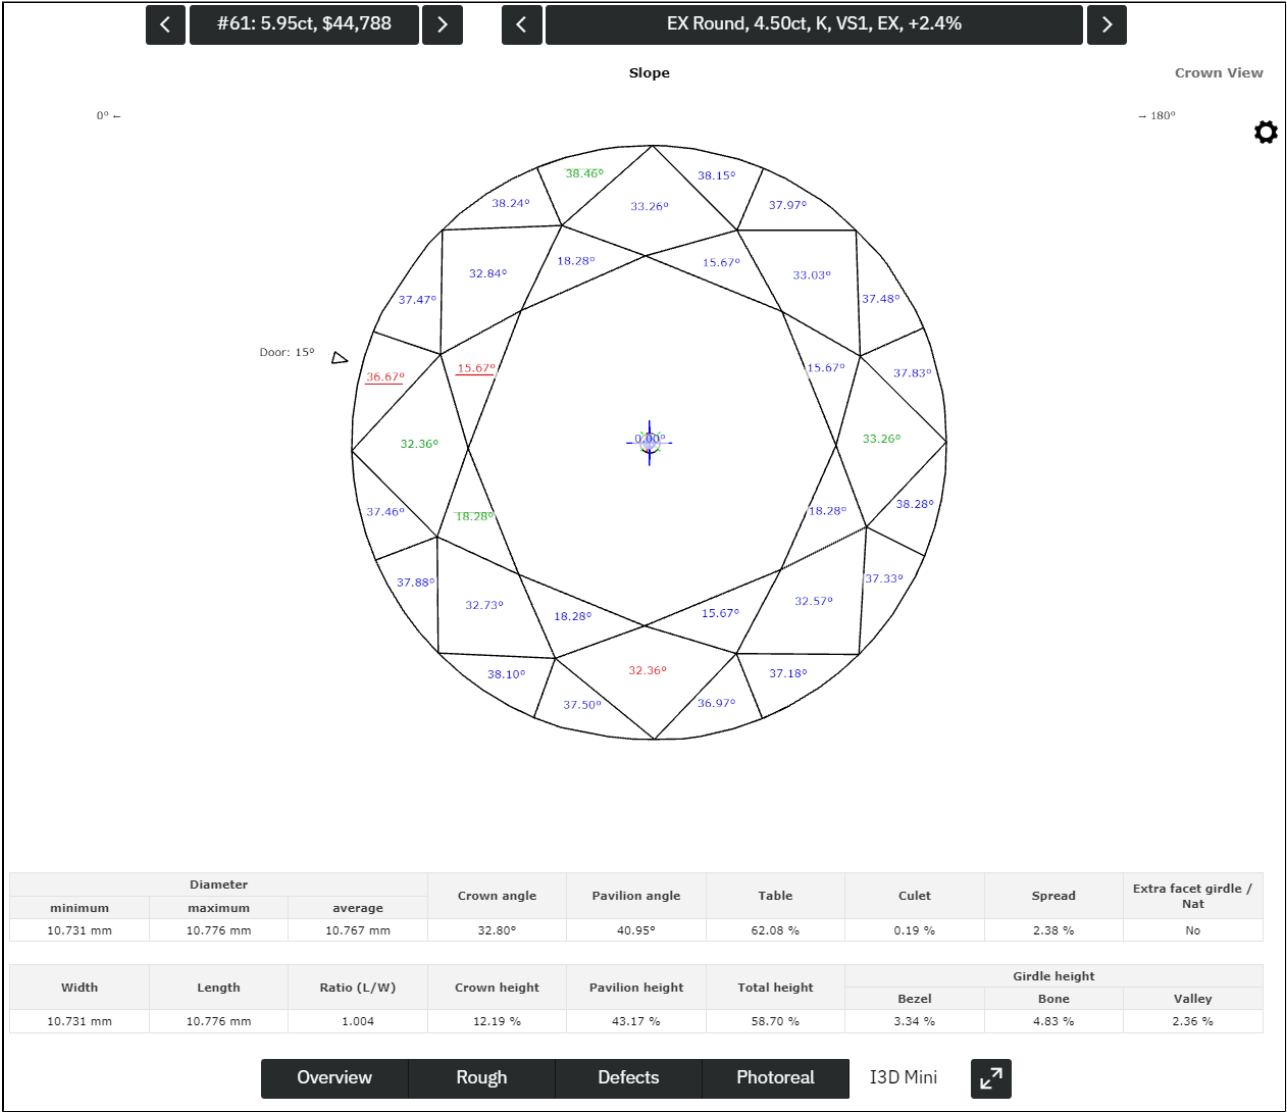 #61: 5.95ct, $44,788
EX Round, 4.50ct, K, VS1, EX, +2.4%
Slope
Crown View
0° ←
→ 180°
38.46°
38.15°
38.24°
33.26°
37.97°
18.28°
15.67°
32.84°
33.03°
37.47°
37.48°
Door: 15°
36.67°
15.67°
15.67°
37.83°
32.36°
0.00°
33.26°
37.46°
18.28°
18.28°
38.28°
37.88°
37.33°
32.73°
18.28°
15.67°
32.57°
38.10°
32.36°
37.18°
37.50°
36.97°
Diameter
Crown angle
Pavilion angle
Table
Culet
Spread
Extra facet girdle /
Nat
minimum
maximum
average
10.731 mm
10.776 mm
10.767 mm
32.80°
40.95°
62.08 %
0.19 %
2.38 %
No
Width
Length
Ratio (L/W)
Crown height
Pavilion height
Total height
Girdle height
Bezel
Bone
Valley
10.731 mm
10.776 mm
1.004
12.19 %
43.17 %
58.70 %
3.34 %
4.83 %
2.36 %
Overview
Rough
Defects
Photoreal
I3D Mini